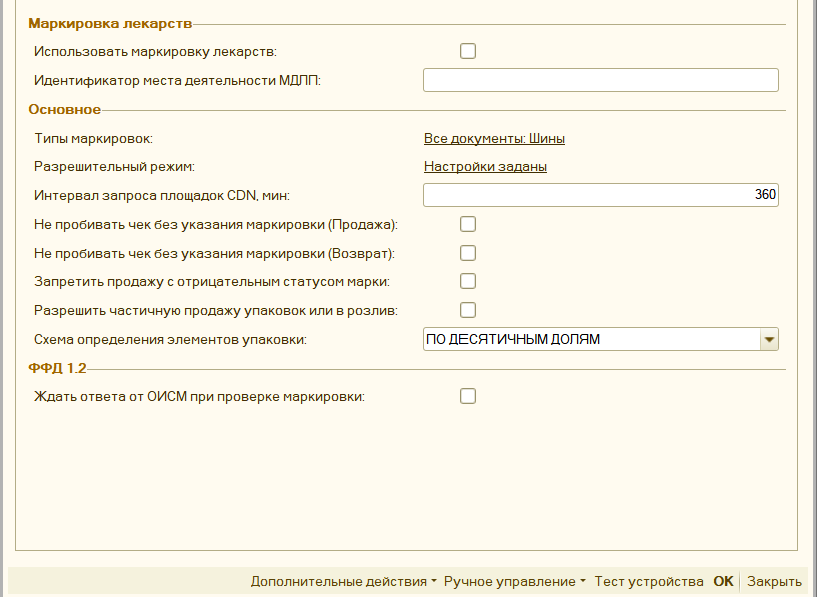 Маркировка лекарств
Использовать маркировку лекарств:
Идентификатор места деятельности МДЛП:
Основное
Типы маркировок: Все документы: Шины
Разрешительный режим: Настройки заданы
Интервал запроса площадок CDN, мин: 360
Не пробивать чек без указания маркировки (Продажа):
Не пробивать чек без указания маркировки (Возврат):
Запретить продажу с отрицательным статусом марки:
Разрешить частичную продажу упаковок или в розлив:
Схема определения элементов упаковки: ПО ДЕСЯТИЧНЫМ ДОЛЯМ
ФФД 1.2
Ждать ответа от ОИСМ при проверке маркировки:
Дополнительные действия Ручное управление Тест устройства ОК Закрыть